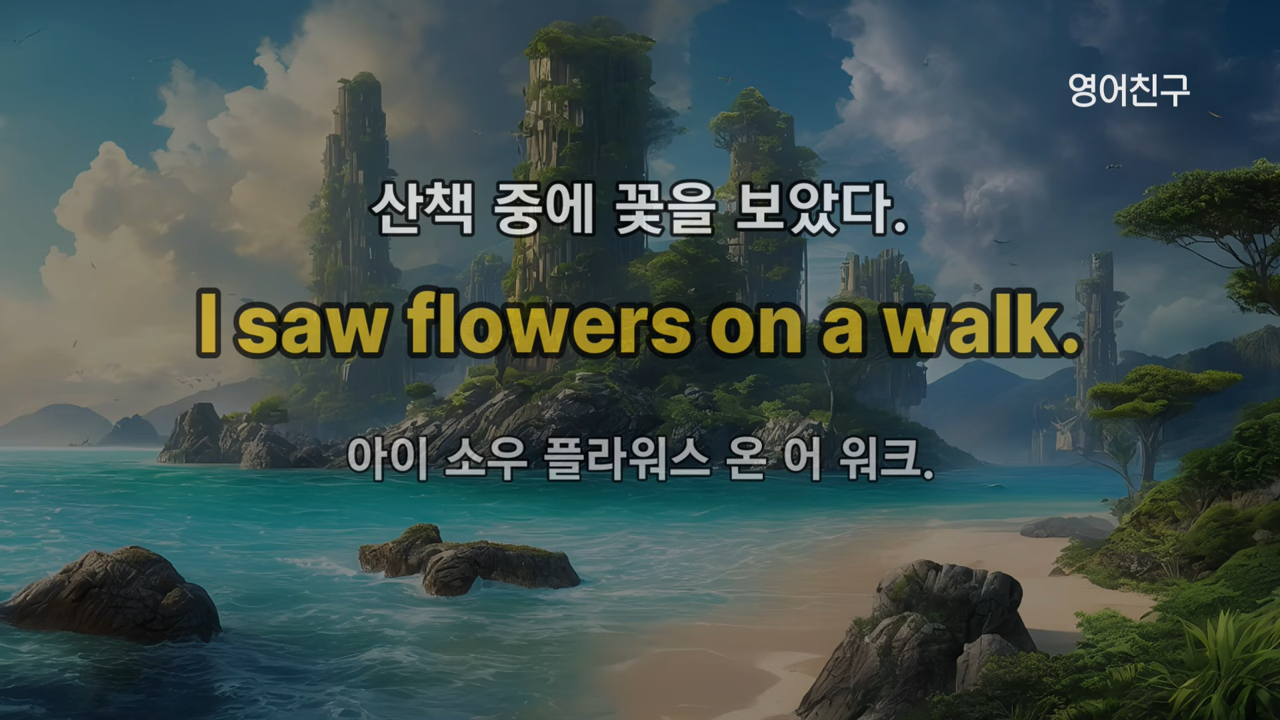 영어친구
산책 중에 꽃을 보았다.
I saw flowers on a walk.
아이 소우 플라워스 온 어 워크.